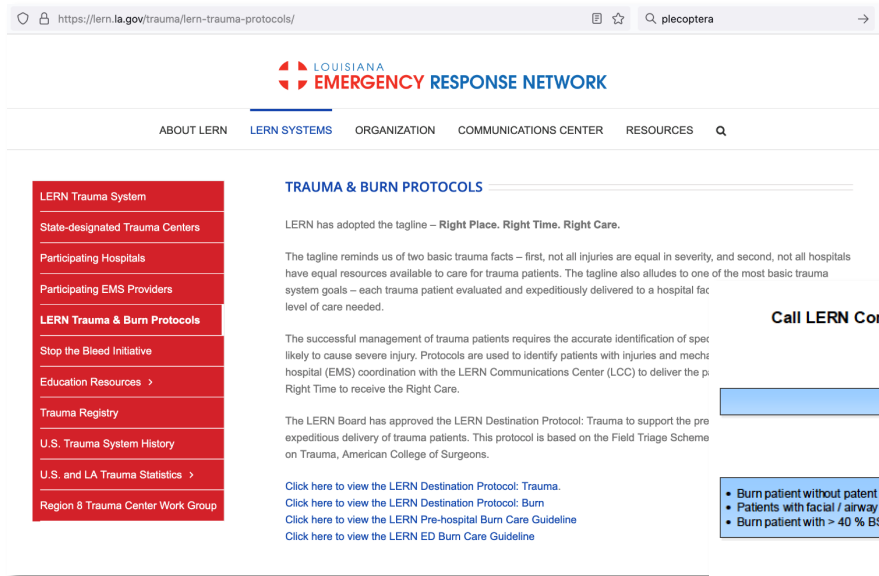 https://lern.la.gov/trauma/lern-trauma-protocols/
plecoptera
LOUISIANA
EMERGENCY RESPONSE NETWORK
ABOUT LERN LERN SYSTEMS ORGANIZATION COMMUNICATIONS CENTER RESOURCES
LERN Trauma System
State-designated Trauma Centers
Participating Hospitals
Participating EMS Providers
LERN Trauma & Burn Protocols
Stop the Bleed Initiative
Education Resources >
Trauma Registry
U.S. Trauma System History
U.S. and LA Trauma Statistics >
Region 8 Trauma Center Work Group
TRAUMA & BURN PROTOCOLS
LERN has adopted the tagline – Right Place. Right Time. Right Care.
The tagline reminds us of two basic trauma facts – first, not all injuries are equal in severity, and second, not all hospitals
have equal resources available to care for trauma patients. The tagline also alludes to one of the most basic trauma
system goals – each trauma patient evaluated and expeditiously delivered to a hospital fac
level of care needed.
The successful management of trauma patients requires the accurate identification of spec
likely to cause severe injury. Protocols are used to identify patients with injuries and mecha
hospital (EMS) coordination with the LERN Communications Center (LCC) to deliver the pa
Right Time to receive the Right Care.
The LERN Board has approved the LERN Destination Protocol: Trauma to support the pre
expeditious delivery of trauma patients. This protocol is based on the Field Triage Scheme
on Trauma, American College of Surgeons.
Click here to view the LERN Destination Protocol: Trauma.
Click here to view the LERN Destination Protocol: Burn
Click here to view the LERN Pre-hospital Burn Care Guideline
Click here to view the LERN ED Burn Care Guideline
Call LERN Co
• Burn patient without patent
• Patients with facial / airway
• Burn patient with > 40 % B